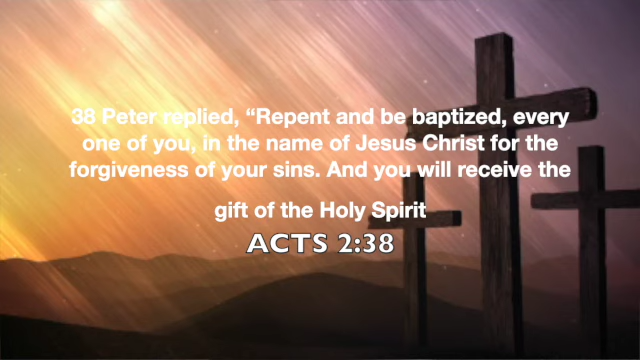 38 Peter replied, “Repent and be baptized, every
one of you, in the name of Jesus Christ for the
forgiveness of your sins. And you will receive the
gift of the Holy Spirit
ACTS 2:38